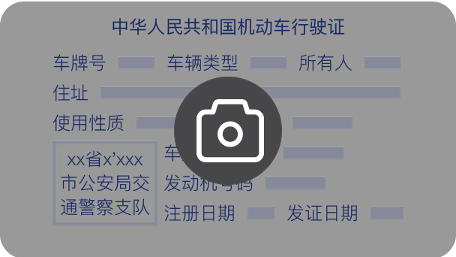 中华人民共和国机动车行驶证
车牌号 车辆类型 所有人
住址
使用性质
车
xx省x'xxx
市公安局交
通警察支队
发动机号码
注册日期 发证日期